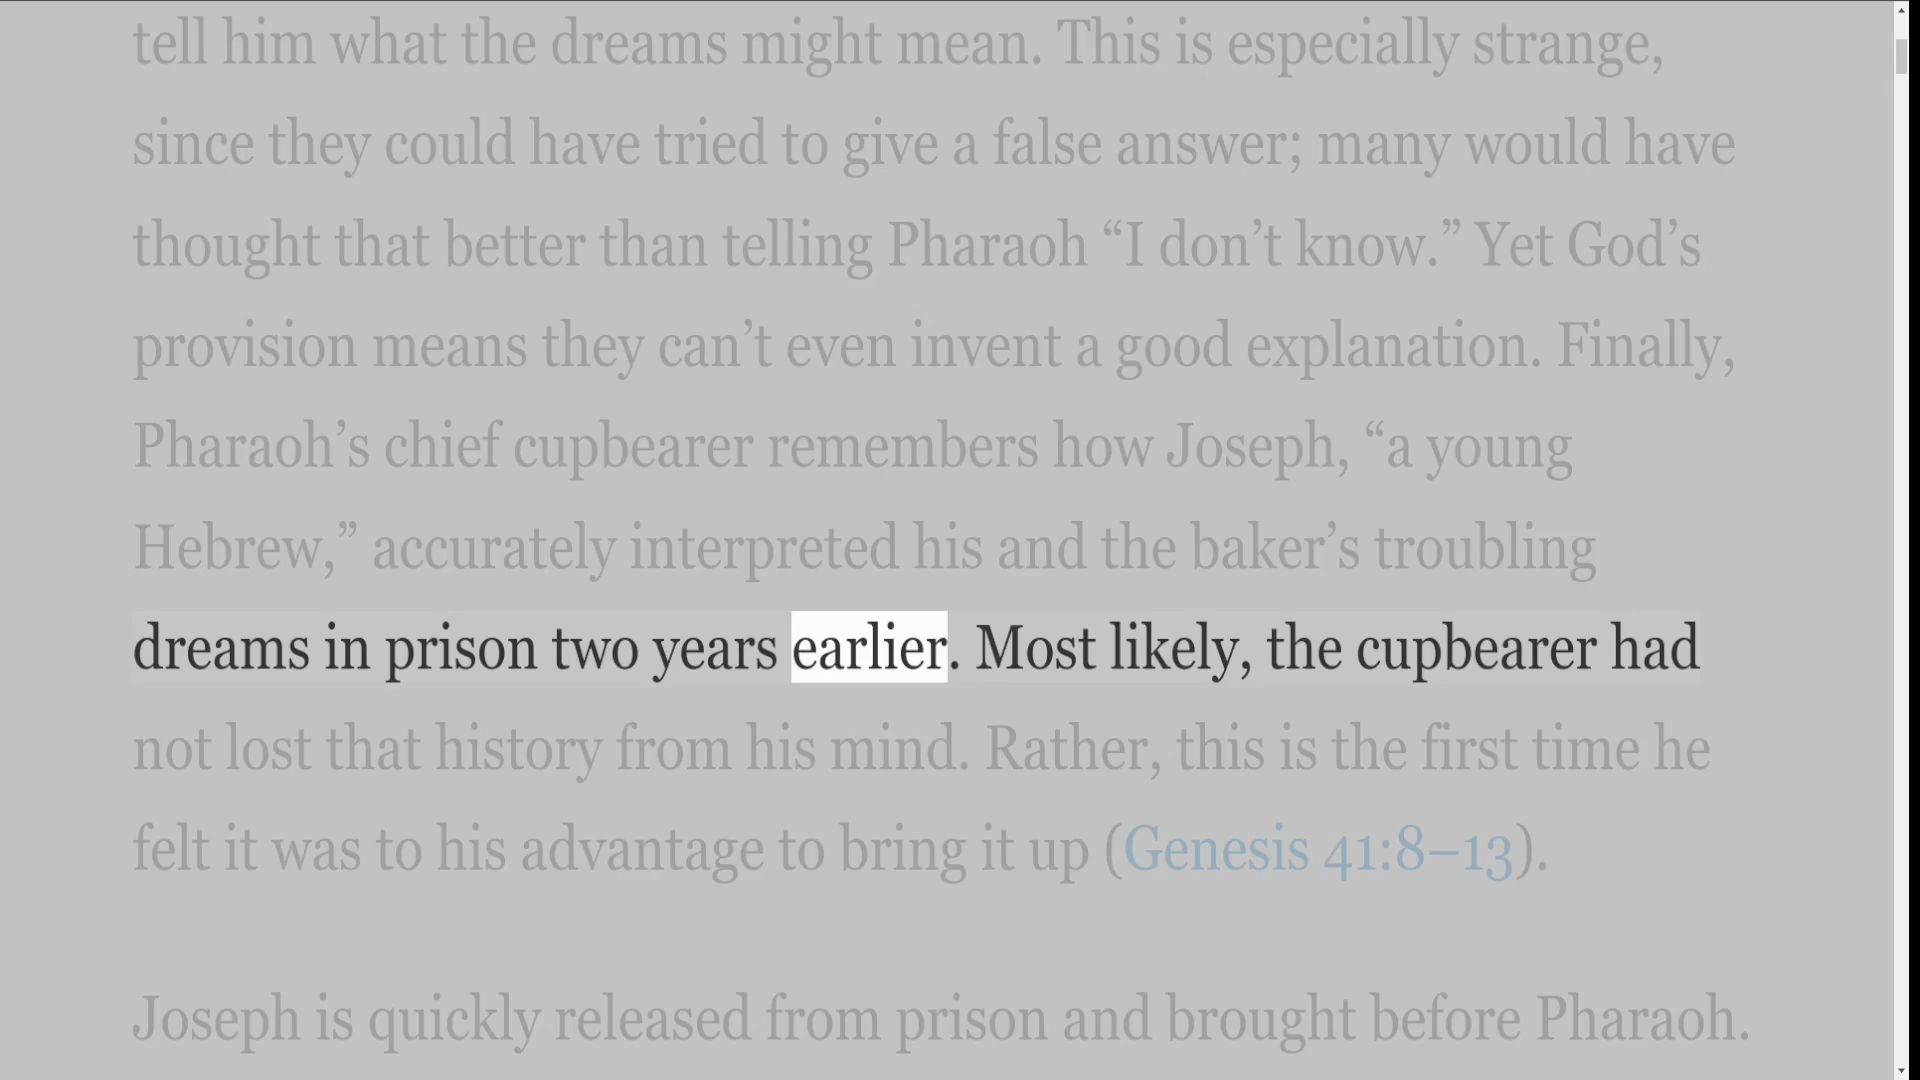 tell him what the dreams might mean. This is especially strange,
since they could have tried to give a false answer; many would have
thought that better than telling Pharaoh “I don’t know.” Yet God’s
provision means they can’t even invent a good explanation. Finally,
Pharaoh’s chief cupbearer remembers how Joseph, “a young
Hebrew,” accurately interpreted his and the baker’s troubling
dreams in prison two years earlier. Most likely, the cupbearer had
not lost that history from his mind. Rather, this is the first time he
felt it was to his advantage to bring it up (Genesis 41:8–13).
Joseph is quickly released from prison and brought before Pharaoh.